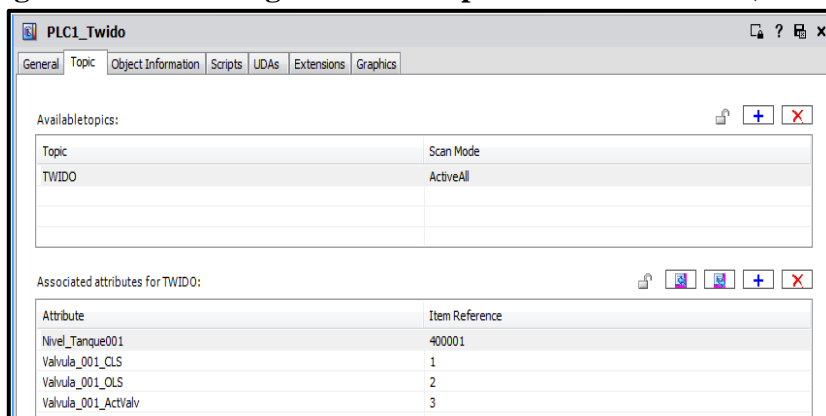 PLC1_Twido ?
General Topic Object Information Scripts UDAs Extensions Graphics
Availabletopics:
Topic Scan Mode
TWIDO ActiveAll
Associated attributes for TWIDO:
Attribute Item Reference
Nivel_Tanque001 400001
Valvula_001_CLS 1
Valvula_001_OLS 2
Valvula_001_ActValv 3